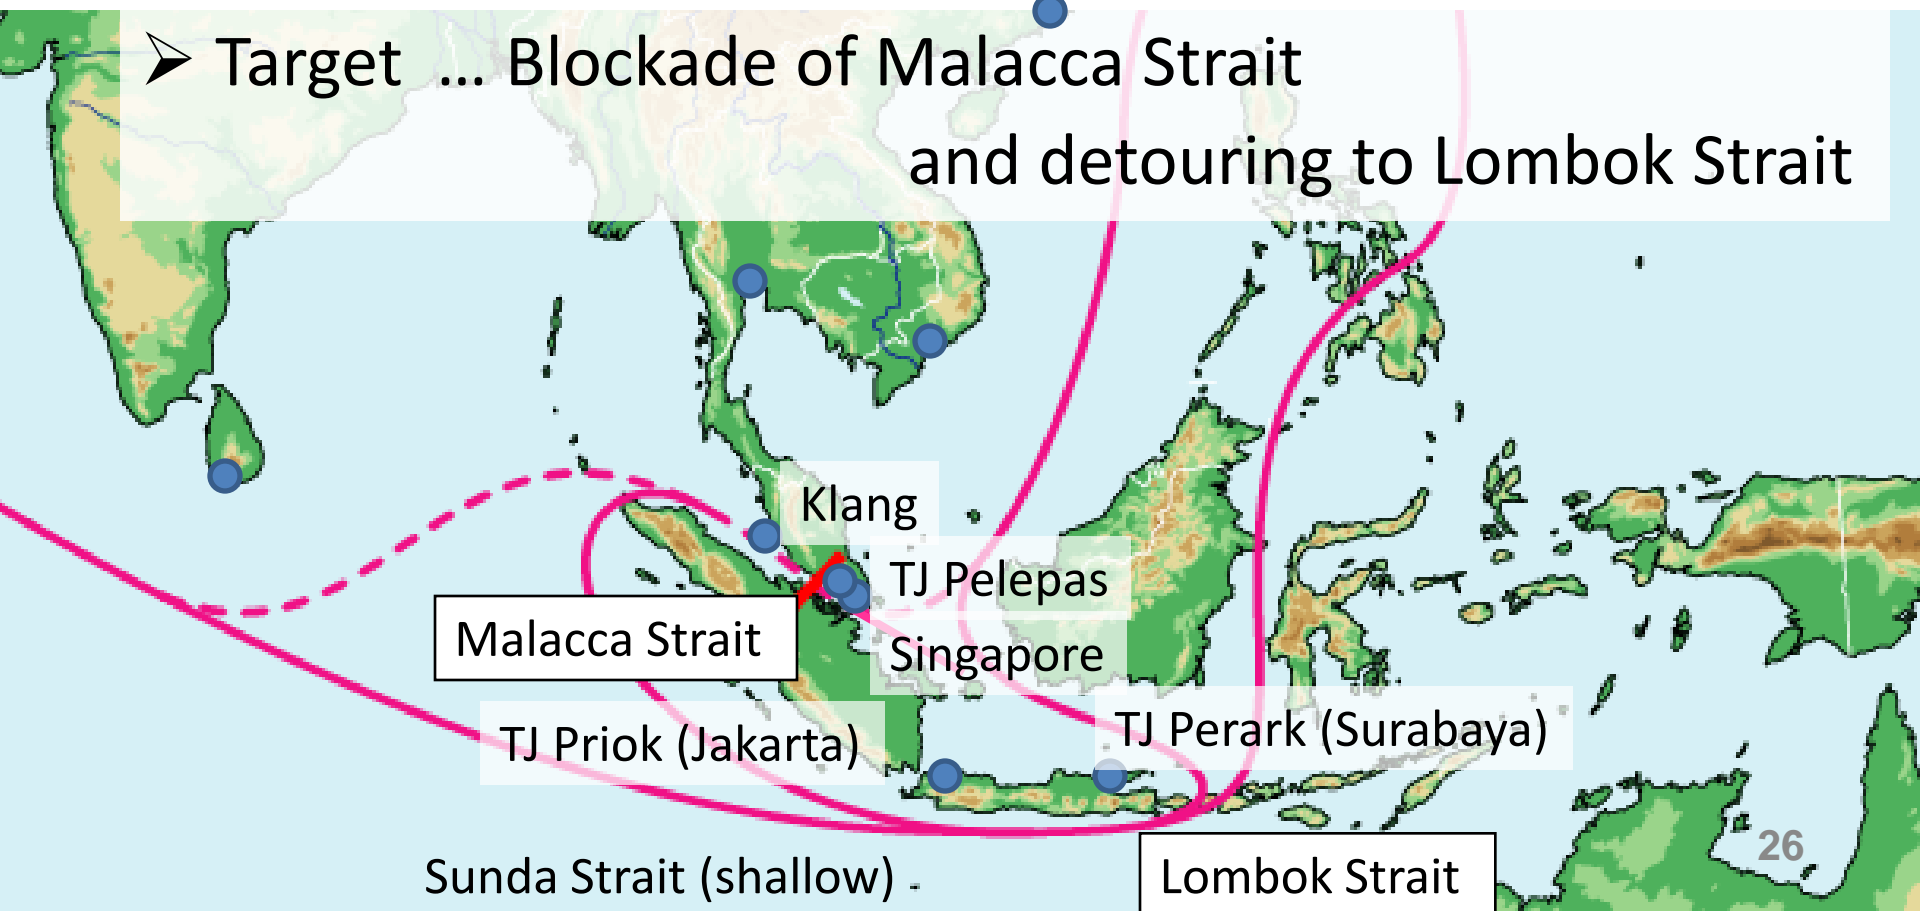 ➢ Target … Blockade of Malacca Strait
and detouring to Lombok Strait
Klang
TJ Pelepas
Malacca Strait
Singapore
TJ Priok (Jakarta)
TJ Perark (Surabaya)
Sunda Strait (shallow)
Lombok Strait
26